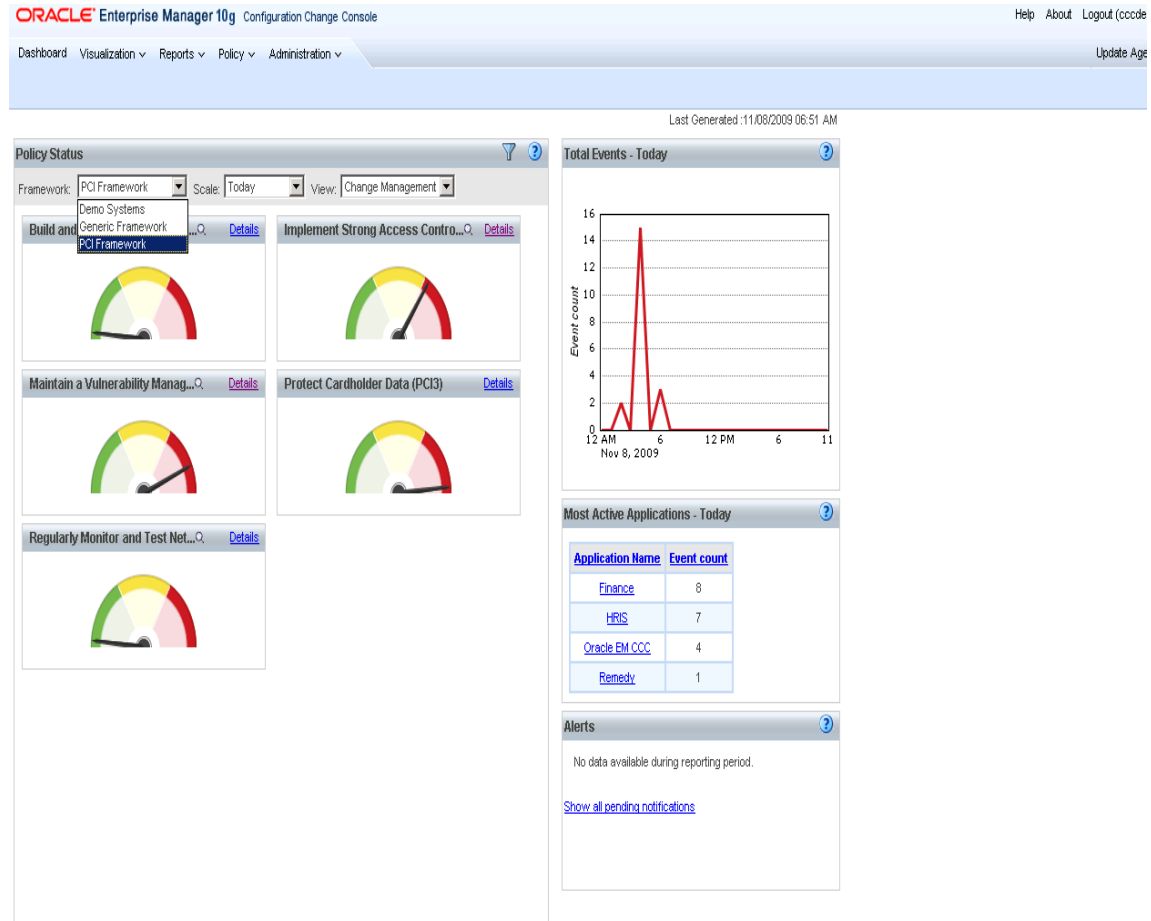 ORACLE Enterprise Manager 10g Configuration Change Console
Help About Logout (cccde
Dashboard Visualization Reports Policy Administration
Update Age
Last Generated :11/08/2009 06:51 AM
Policy Status
Framework: PCI Framework Scale: Today View: Change Management
Demo Systems
Generic Framework
PCI Framework
Build and ... Details
Implement Strong Access Contro... Details
Maintain a Vulnerability Manag... Details
Protect Cardholder Data (PCI3) Details
Regularly Monitor and Test Net... Details
Total Events - Today
16
14
12
10
8
6
4
2
0
Event count
12 AM 6 12 PM 6 11
Nov 8, 2009
Most Active Applications - Today
Application Name Event count
Finance 8
HRIS 7
Oracle EM CCC 4
Remedy 1
Alerts
No data available during reporting period.
Show all pending notifications